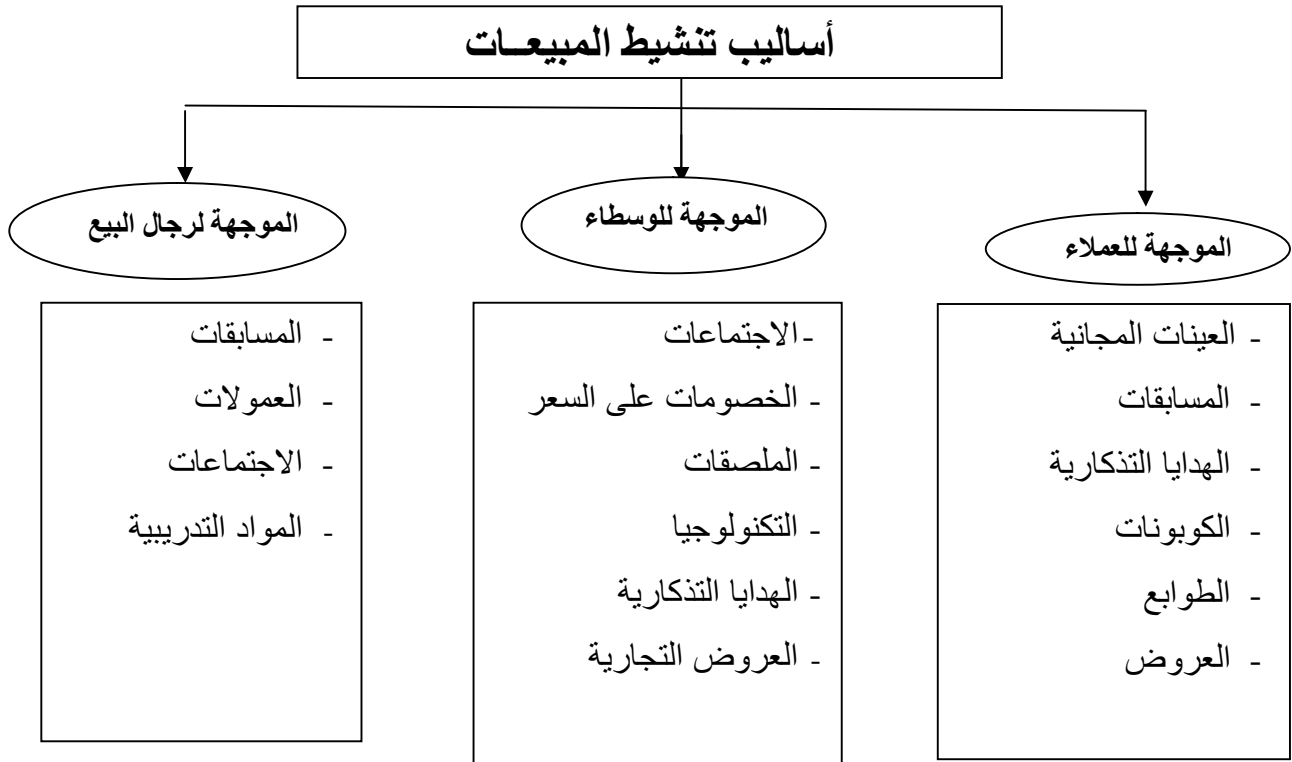 أساليب تنشيط المبيعــات
الموجهة للعملاء
- العينات المجانية
- المسابقات
- الهدايا التذكارية
- الكوبونات
- الطوابع
- العروض
الموجهة للوسطاء
-الاجتماعات
- الخصومات على السعر
- الملصقات
- التكنولوجيا
- الهدايا التذكارية
- العروض التجارية
الموجهة لرجال البيع
- المسابقات
- العمولات
- الاجتماعات
- المواد التدريبية